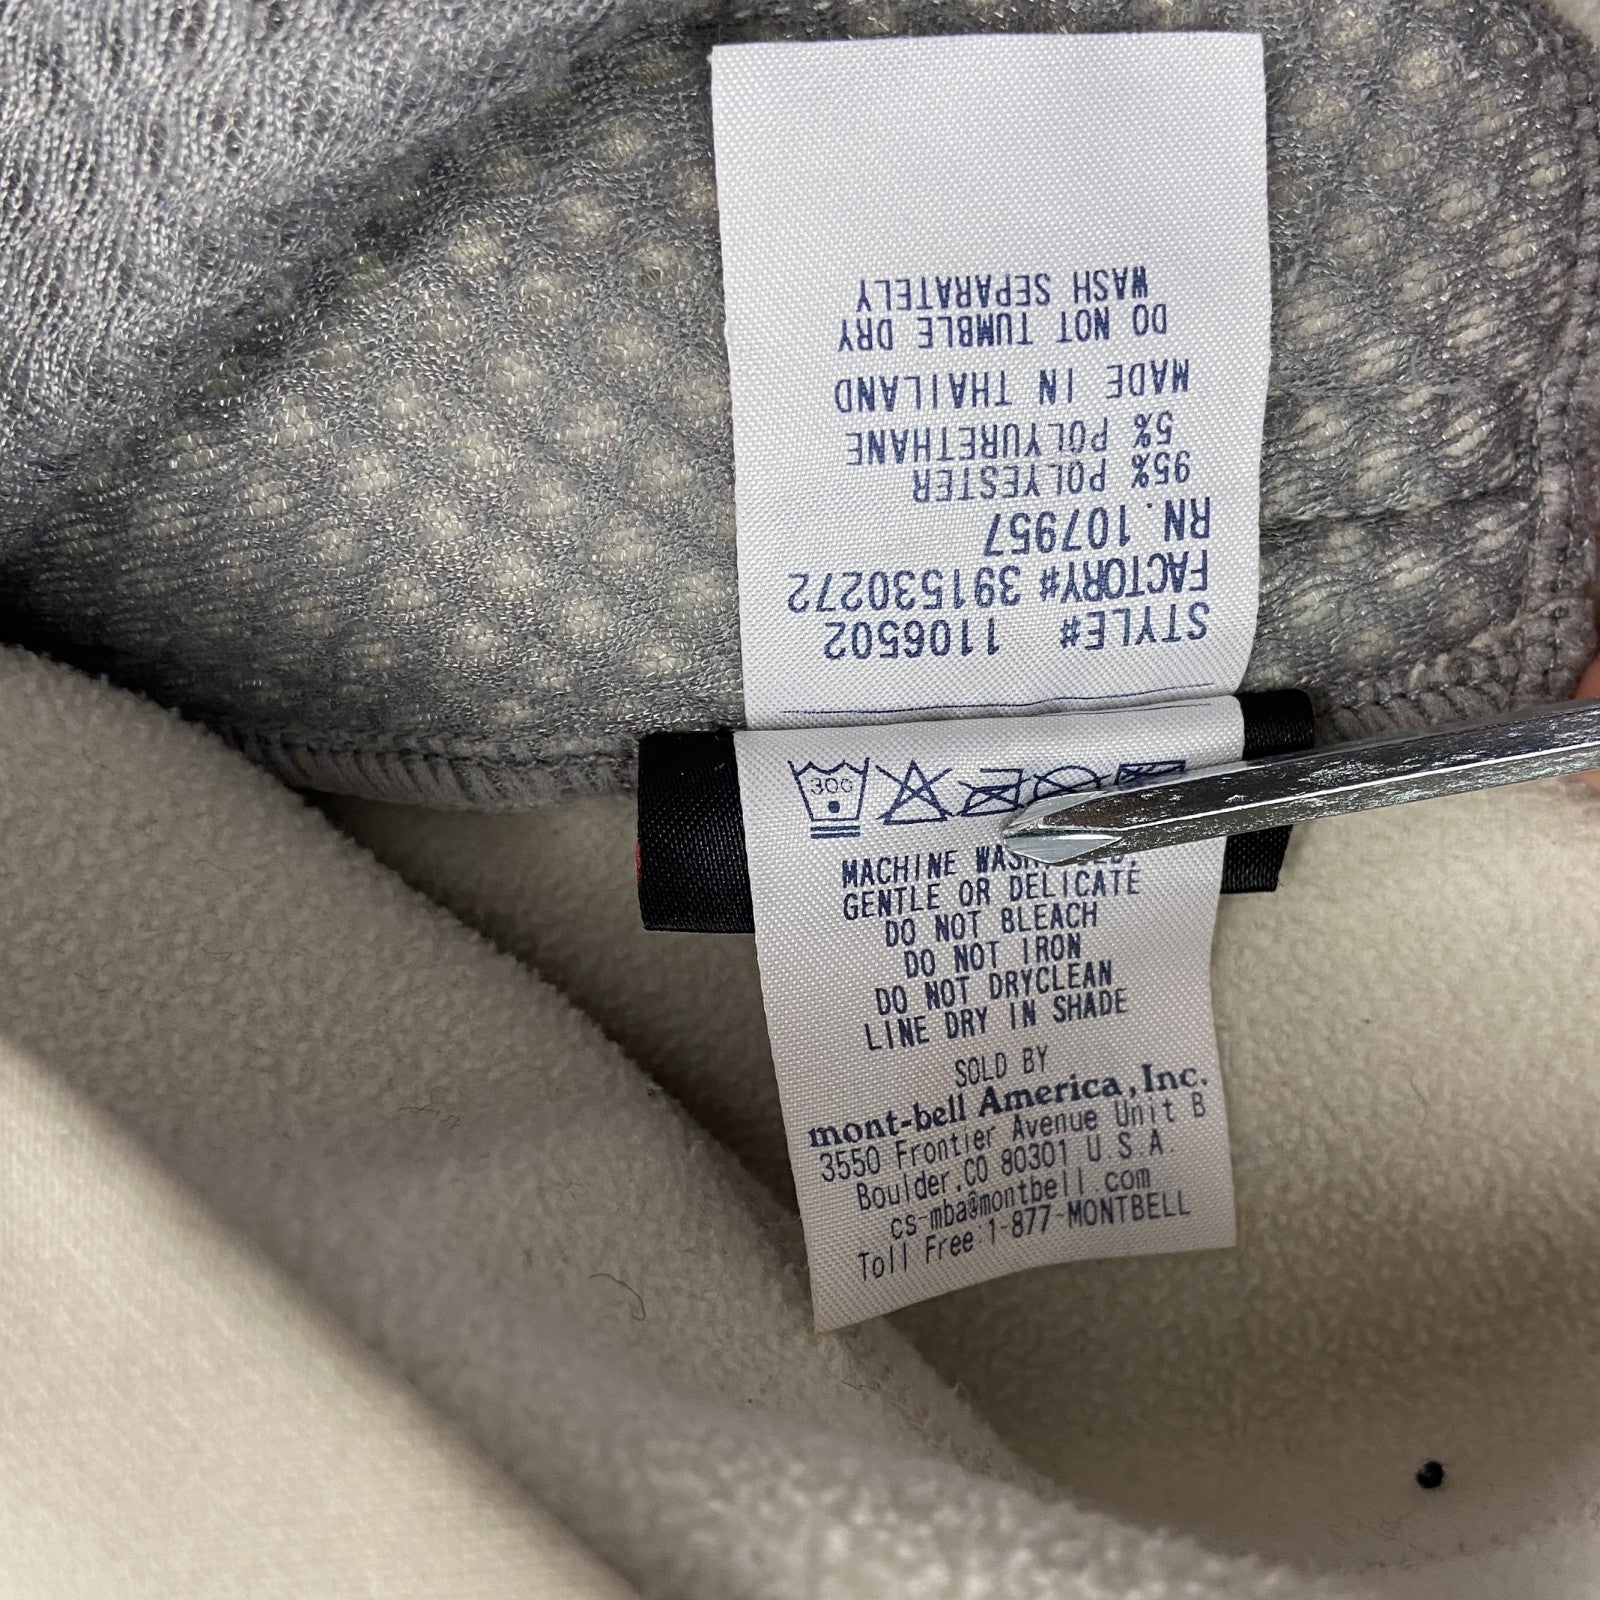 STYLE# 1106502
FACTORY# 391530272
RN. 107957
95% POLYESTER
5% POLYURETHANE
MADE IN THAILAND
DO NOT TUMBLE DRY
WASH SEPARATELY
300
MACHINE
GENTLE OR DELICATE
DO NOT BLEACH
DO NOT IRON
DO NOT DRYCLEAN
LINE DRY IN SHADE
SOLD BY
mont-bell America, Inc.
3550 Frontier Avenue Unit B
Boulder, CO 80301 U.S.A.
cs-mba@montbell.com
Toll Free:1-877-MONTBELL